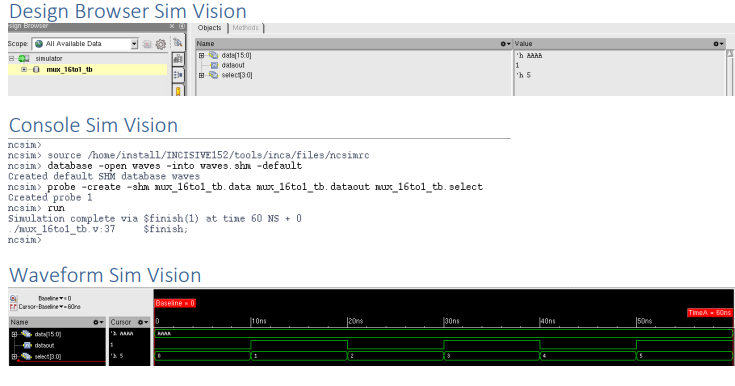 Design Browser Sim Vision
Objects Methods
Scope: All Available Data
Name Value
simulator
mux_16to1_tb
data[15:0] 'h AAAA
dataout 1
select[3:0] 'h 5
Console Sim Vision
ncsim>
ncsim> source /home/install/INCISIVE152/tools/inca/files/ncsimrc
ncsim> database -open waves -into waves.shm -default
Created default SHM database waves
ncsim> probe -create -shm mux_16to1_tb.data mux_16to1_tb.dataout mux_16to1_tb.select
Created probe 1
ncsim> run
Simulation complete via $finish(1) at time 60 NS + 0
./mux_16to1_tb.v:37 $finish;
ncsim>
Waveform Sim Vision
Baseline▼=0
Cursor-Baseline▼=60ns
Baseline = 0
TimeA = 60ns
Name Cursor 0 10ns 20ns 30ns 40ns 50ns
data[15:0] 'h AAAA AAAA
dataout 1
select[3:0] 'h 5 0 1 2 3 4 5